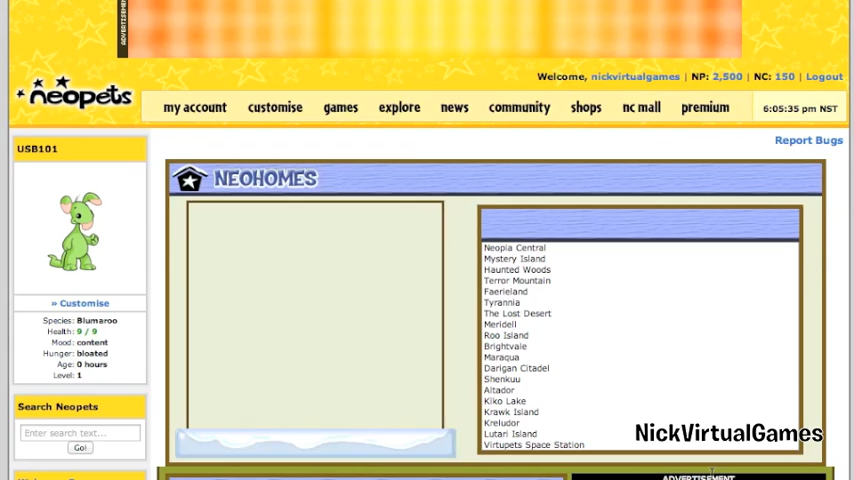 ADVERTISEMENT
Welcome, nickvirtualgames | NP: 2,500 | NC: 150 | Logout
neopets
my account customise games explore news community shops nc mall premium 6:05:35 pm NST
Report Bugs
USB101
NEOHOMES
Neopia Central
Mystery Island
Haunted Woods
Terror Mountain
Faerieland
Tyrannia
The Lost Desert
Meridell
Roo Island
Brightvale
Maraqua
Darigan Citadel
Shenkuu
Altador
Kiko Lake
Krawk Island
Kreludor
Lutari Island
Virtupets Space Station
» Customise
Species: Blumaroo
Health: 9 / 9
Mood: content
Hunger: bloated
Age: 0 hours
Level: 1
Search Neopets
Enter search text...
Go!
NickVirtualGames
ADVERTISEMENT